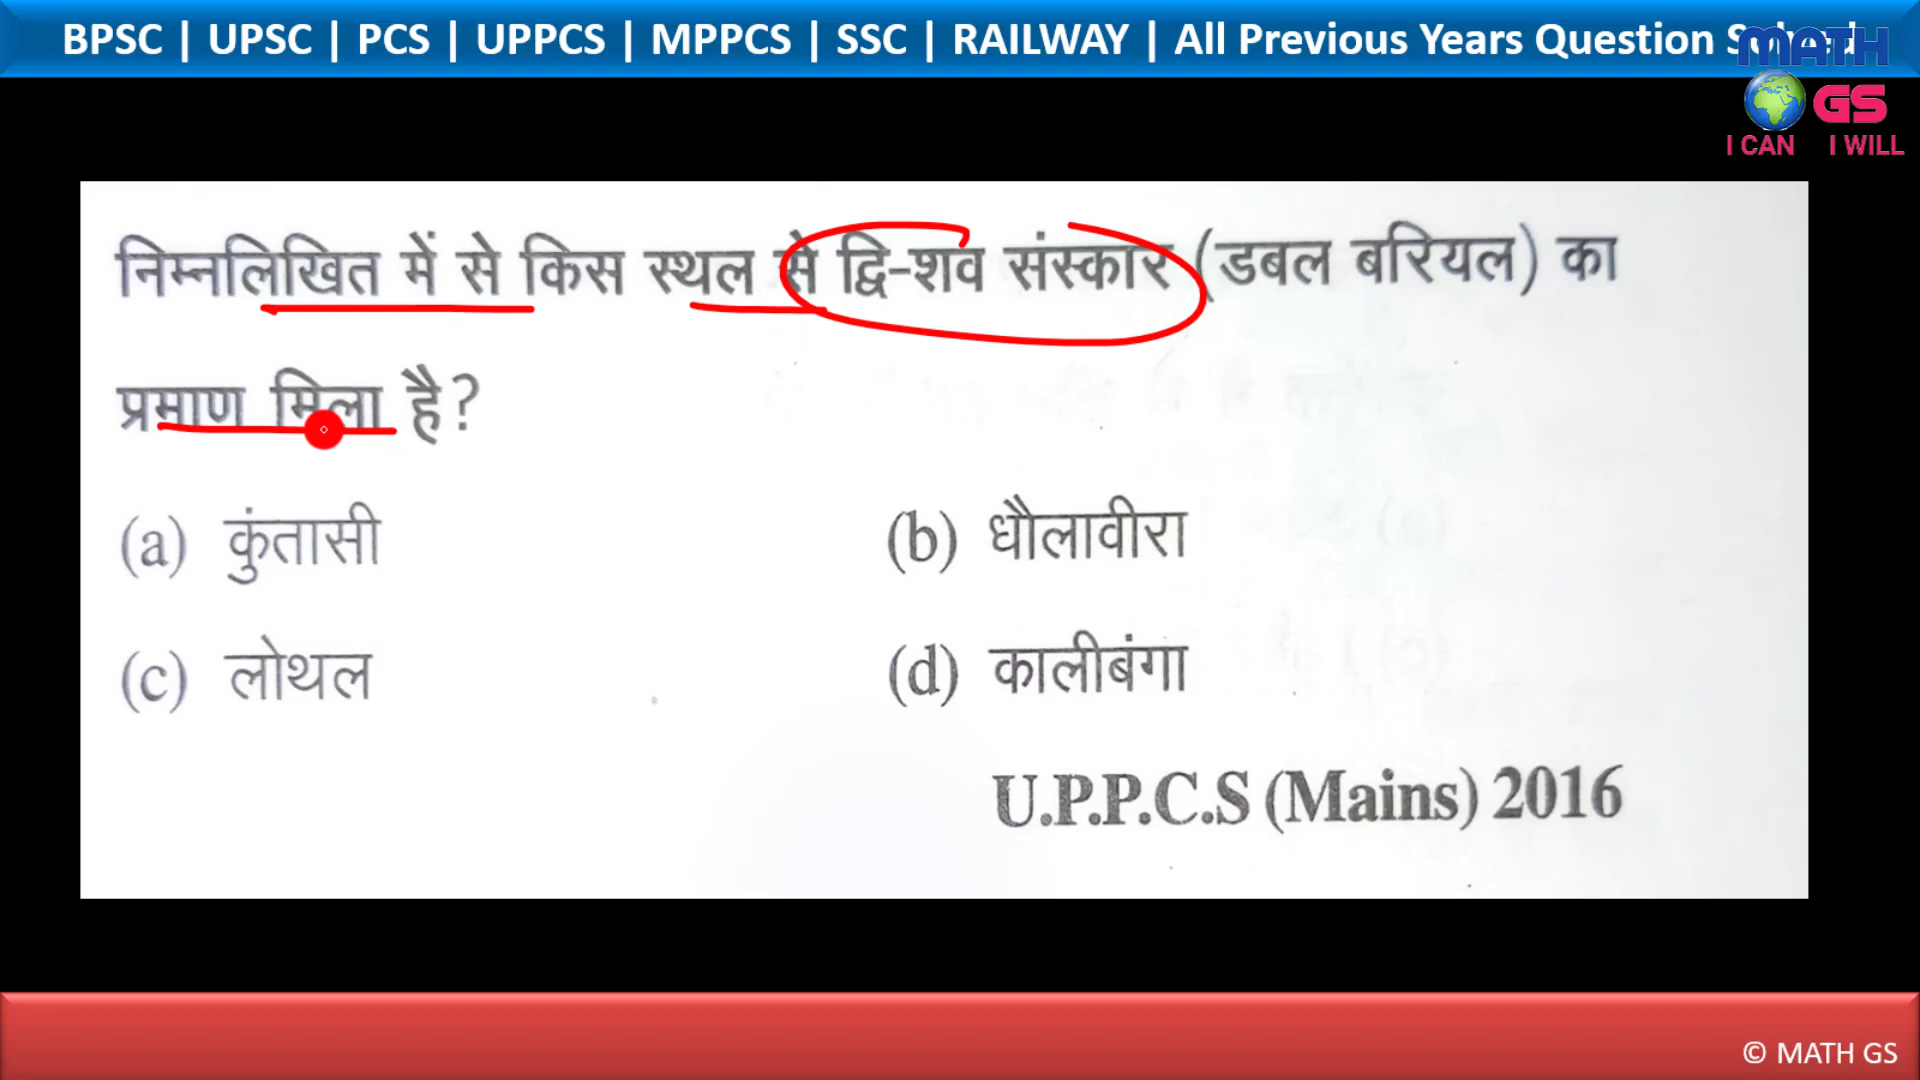 BPSC | UPSC | PCS | UPPCS | MPPCS | SSC | RAILWAY | All Previous Years Question
MATH
GS
I CAN I WILL
निम्नलिखित में से किस स्थल से द्वि-शव संस्कार (डबल बरियल) का
प्रमाण मिला है?
(a) कुंतासी
(b) धौलावीरा
(c) लोथल
(d) कालीबंगा
U.P.P.C.S (Mains) 2016
© MATH GS